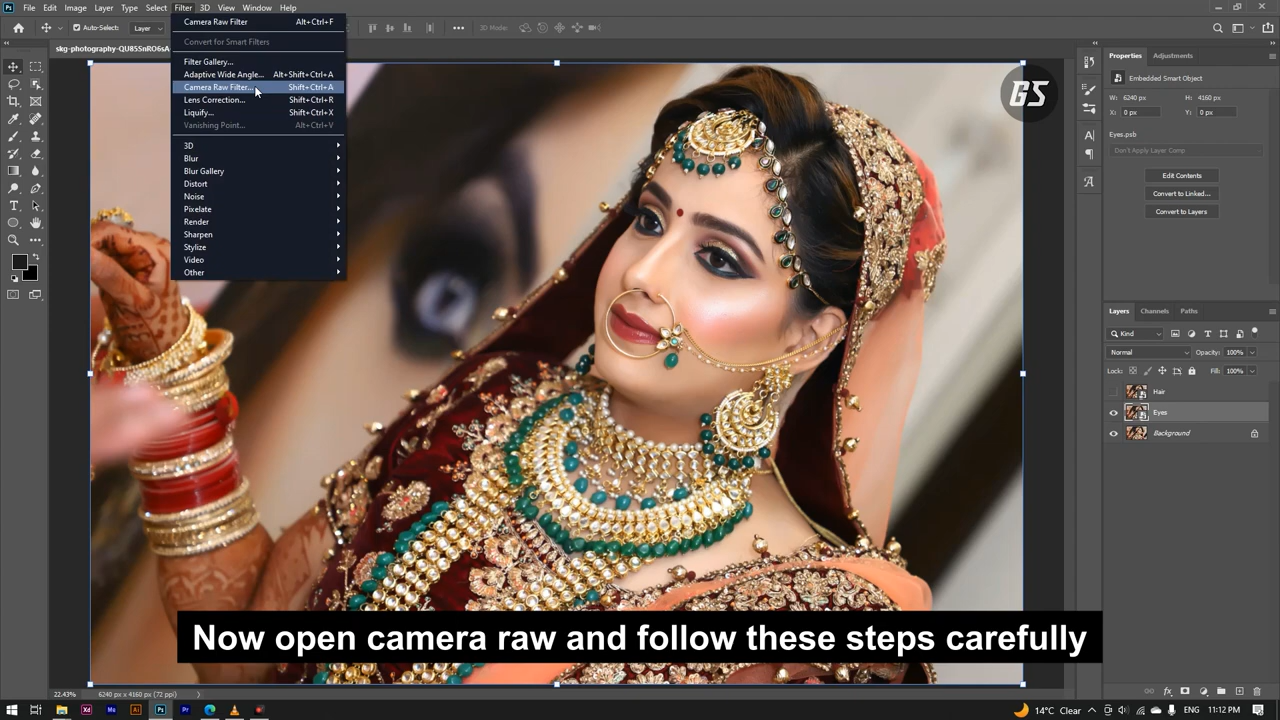 File Edit Image Layer Type Select Filter 3D View Window Help
Auto-Select: Layer 3D Mode:
skg-photography-QU85SnRO6sA
Camera Raw Filter Alt+Ctrl+F
Convert for Smart Filters
Filter Gallery...
Adaptive Wide Angle... Alt+Shift+Ctrl+A
Camera Raw Filter... Shift+Ctrl+A
Lens Correction... Shift+Ctrl+R
Liquify... Shift+Ctrl+X
Vanishing Point... Alt+Ctrl+V
3D
Blur
Blur Gallery
Distort
Noise
Pixelate
Render
Sharpen
Stylize
Video
Other
GS
Properties Adjustments
Embedded Smart Object
W: 6240 px H: 4160 px
X: 0 px Y: 0 px
Eyes.psb
Don't Apply Layer Comp
Edit Contents
Convert to Linked...
Convert to Layers
Layers Channels Paths
Kind
Normal Opacity: 100%
Lock: Fill: 100%
Hair
Eyes
Background
Now open camera raw and follow these steps carefully
22.43% 6240 px x 4160 px (72 ppi)
14°C Clear 11:12 PM